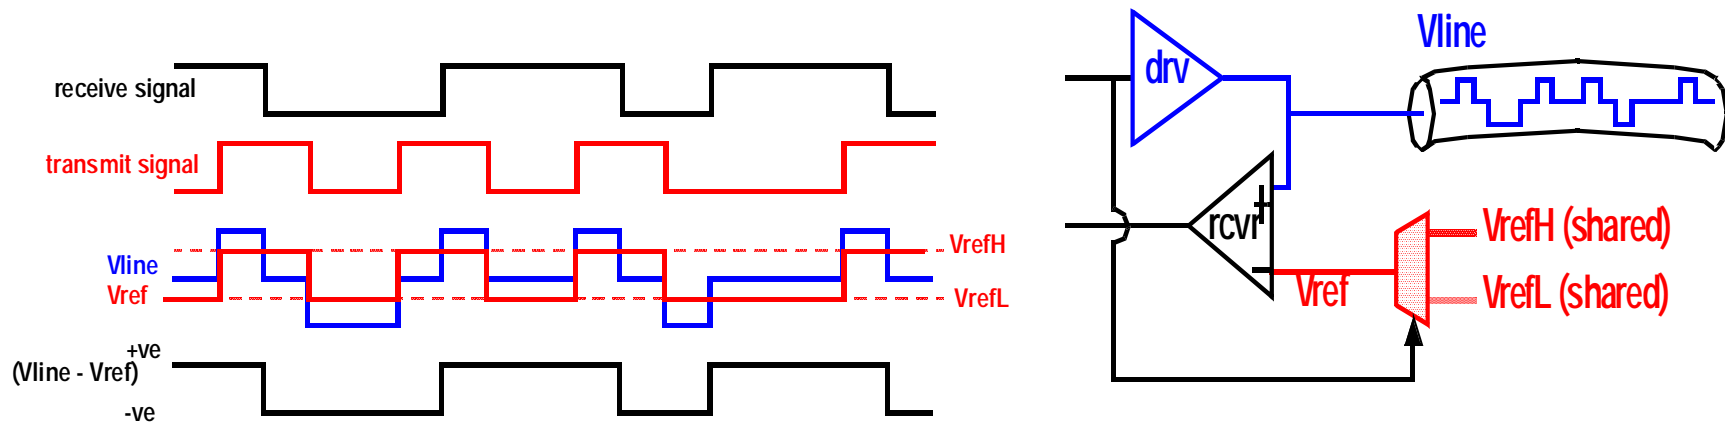 receive signal
transmit signal
Vline
Vref
VrefH
VrefL
+ve
(Vline - Vref)
-ve
drv
rcvr
+
-
Vline
VrefH (shared)
Vref
VrefL (shared)